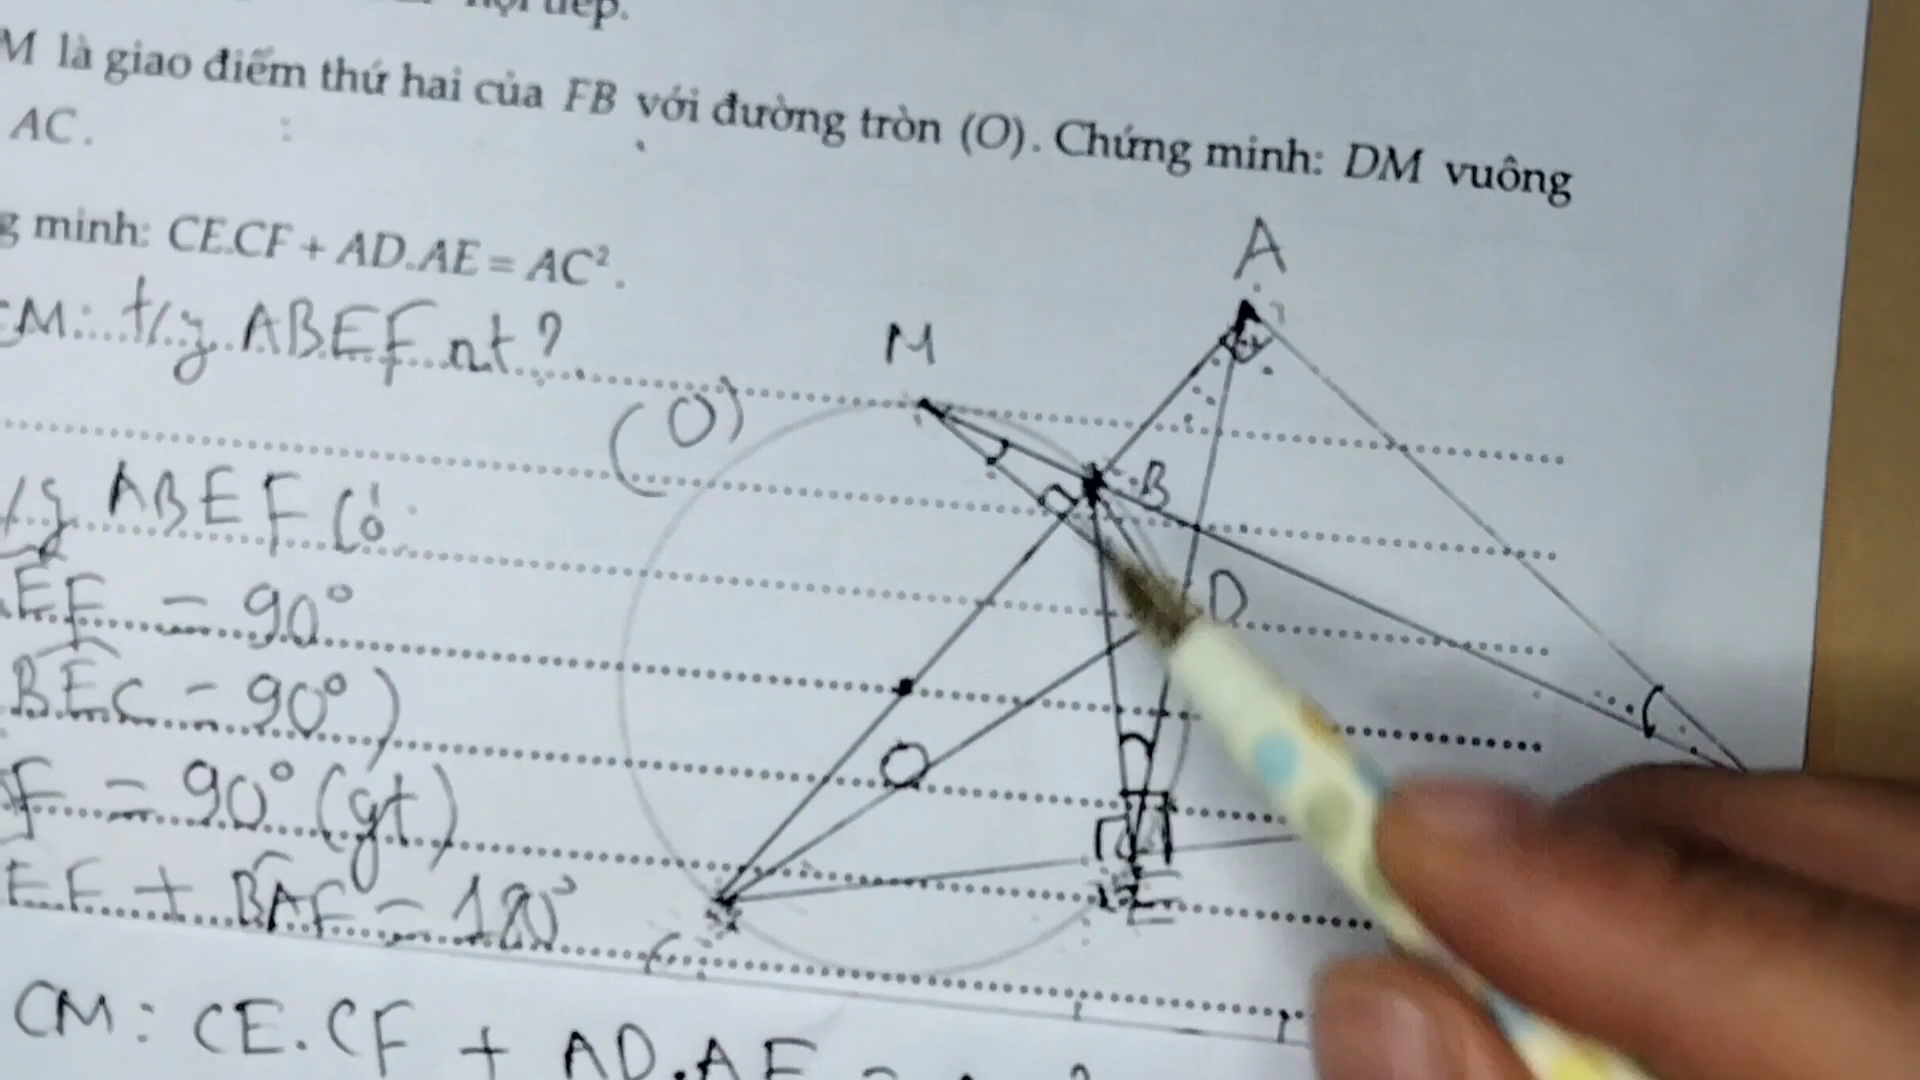 nội tiếp.
M là giao điểm thứ hai của FB với đường tròn (O). Chứng minh: DM vuông
AC.
minh: CE.CF + AD.AE = AC².
CM: t/g ABEF nt?
A
M
(O)
B
/g ABEF có
D
EF = 90°
BEC = 90°)
O
F = 90° (gt)
E
EF + BAF = 180°
C
CM: CE.CF + AD.AE =